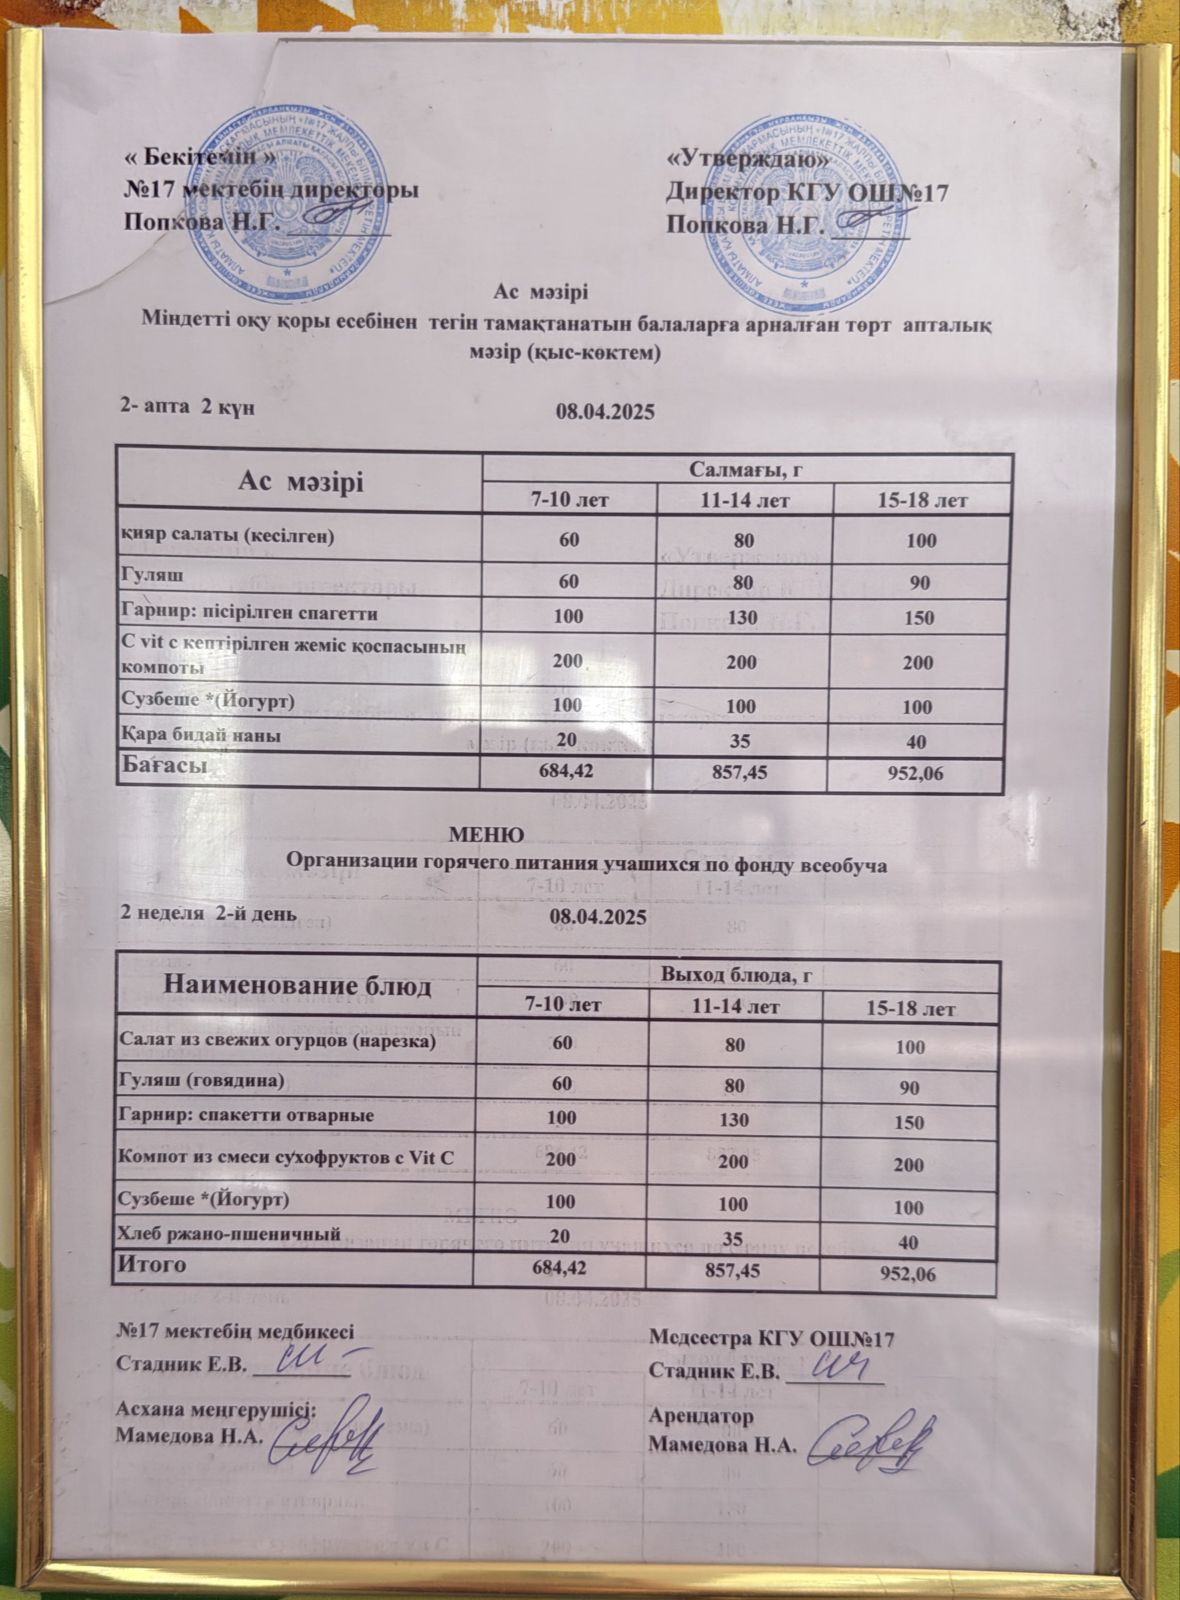 « Бекітемін »
№17 мектебің директоры
Попкова Н.Г.
«Утверждаю»
Директор КГУ ОШ№17
Попкова Н.Г.
Ас мәзірі
Міндетті оқу қоры есебінен тегін тамақтанатын балаларға арналған төрт апталық
мәзір (қыс-көктем)
2- апта 2 күн 08.04.2025
Ас мәзірі Салмағы, г
7-10 лет 11-14 лет 15-18 лет
қияр салаты (кесілген) 60 80 100
Гуляш 60 80 90
Гарнир: пісірілген спагетти 100 130 150
С vit с кептірілген жеміс қоспасының
компоты 200 200 200
Сузбеше *(Йогурт) 100 100 100
Қара бидай наны 20 35 40
Бағасы 684,42 857,45 952,06
МЕНЮ
Организации горячего питания учашихся по фонду всеобуча
2 неделя 2-й день 08.04.2025
Наименование блюд Выход блюда, г
7-10 лет 11-14 лет 15-18 лет
Салат из свежих огурцов (нарезка) 60 80 100
Гуляш (говядина) 60 80 90
Гарнир: спакетти отварные 100 130 150
Компот из смеси сухофруктов с Vit C 200 200 200
Сузбеше *(Йогурт) 100 100 100
Хлеб ржано-пшеничный 20 35 40
Итого 684,42 857,45 952,06
№17 мектебің медбикесі
Стадник Е.В.
Асхана меңгерушісі:
Мамедова Н.А.
Медсестра КГУ ОШ№17
Стадник Е.В.
Арендатор
Мамедова Н.А.